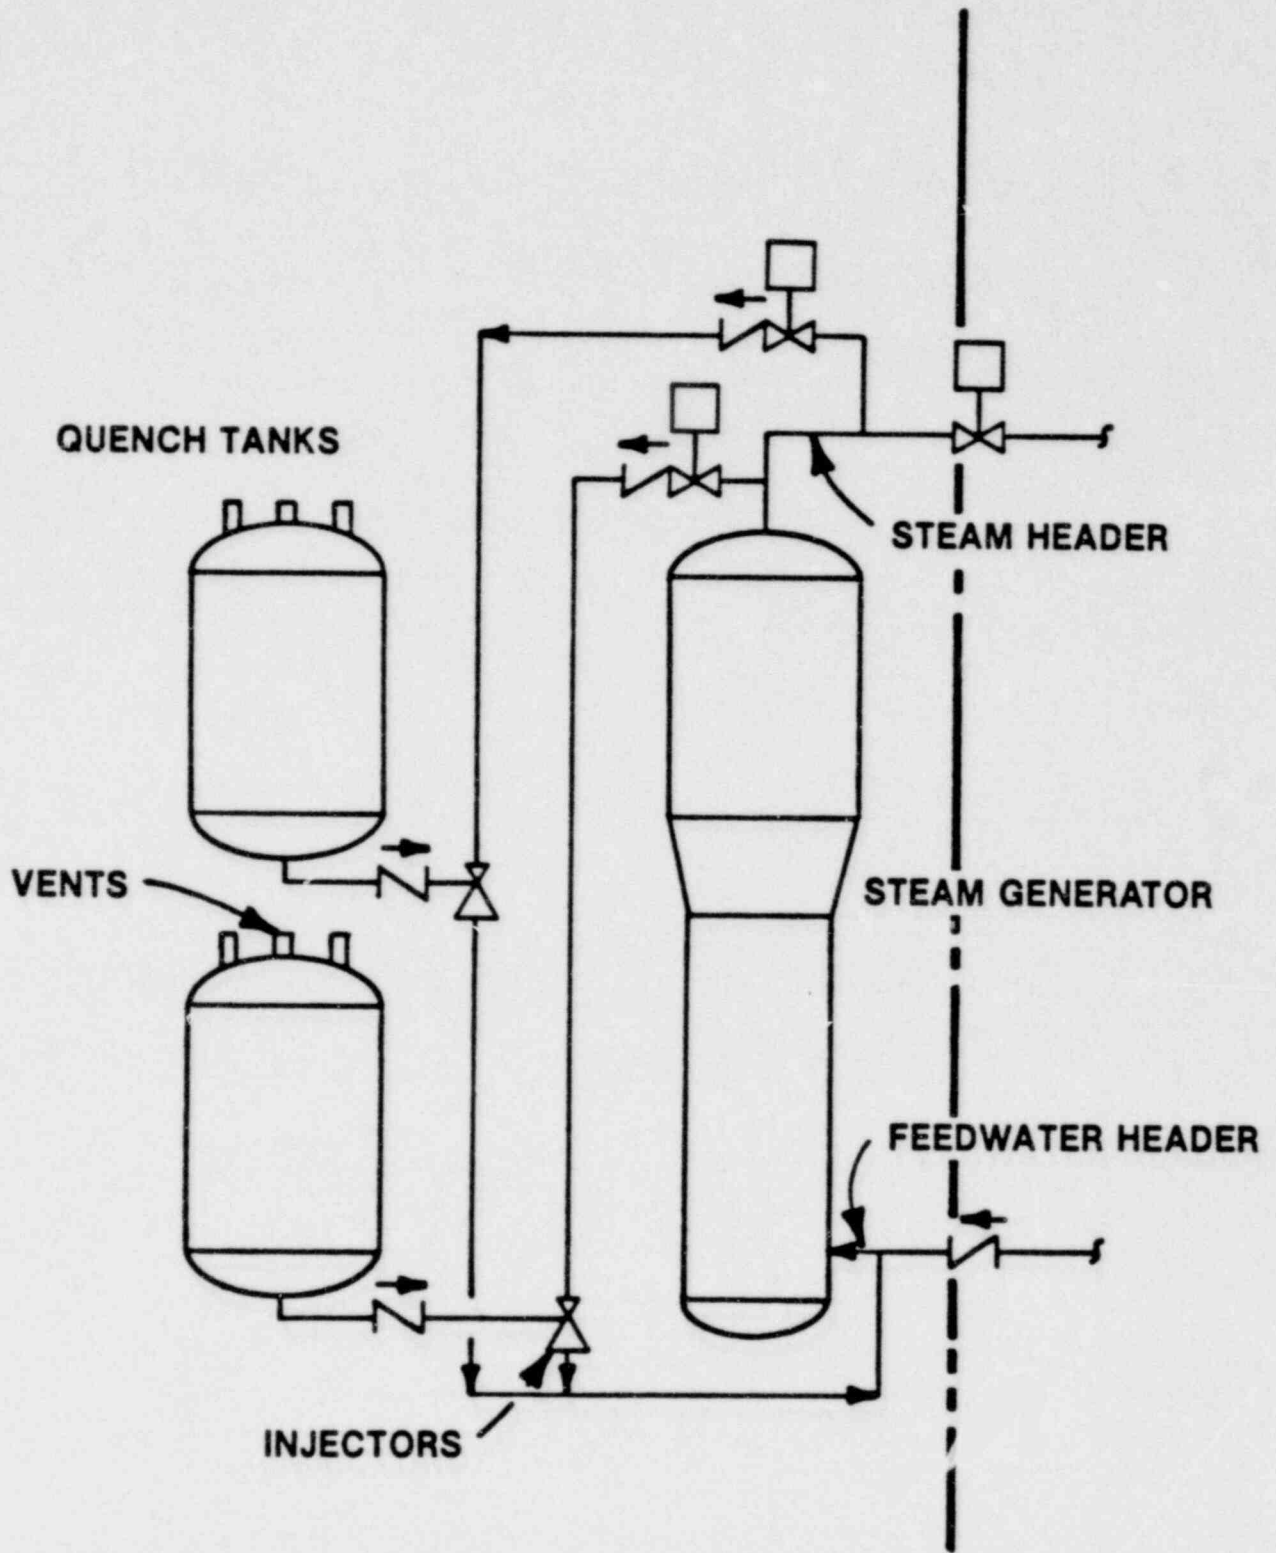 QUENCH TANKS
STEAM HEADER
VENTS
STEAM GENERATOR
FEEDWATER HEADER
INJECTORS